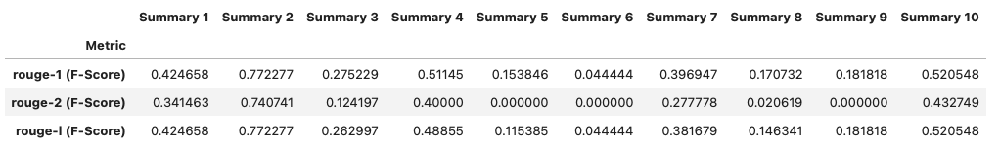 Summary 1 Summary 2 Summary 3 Summary 4 Summary 5 Summary 6 Summary 7 Summary 8 Summary 9 Summary 10
Metric
rouge-1 (F-Score) 0.424658 0.772277 0.275229 0.51145 0.153846 0.044444 0.396947 0.170732 0.181818 0.520548
rouge-2 (F-Score) 0.341463 0.740741 0.124197 0.40000 0.000000 0.000000 0.277778 0.020619 0.000000 0.432749
rouge-l (F-Score) 0.424658 0.772277 0.262997 0.48855 0.115385 0.044444 0.381679 0.146341 0.181818 0.520548